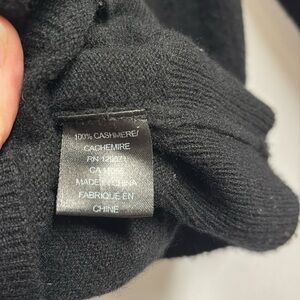 100% CASHMERE/
CACHEMIRE
RN
CA
MADE IN CHINA
FABRIQUE EN
CHINE